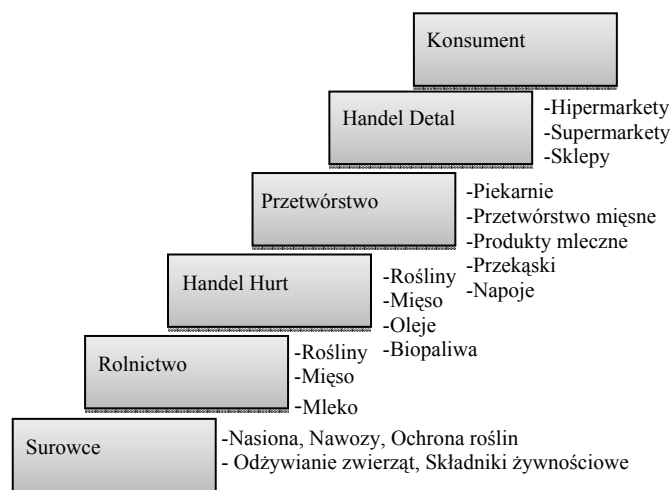 Konsument
Handel Detal
-Hipermarkety
-Supermarkety
-Sklepy
Przetwórstwo
-Piekarnie
-Przetwórstwo mięsne
-Produkty mleczne
-Przekąski
-Napoje
Handel Hurt
-Rośliny
-Mięso
-Oleje
-Biopaliwa
Rolnictwo
-Rośliny
-Mięso
-Mleko
Surowce
-Nasiona, Nawozy, Ochrona roślin
- Odżywianie zwierząt, Składniki żywnościowe